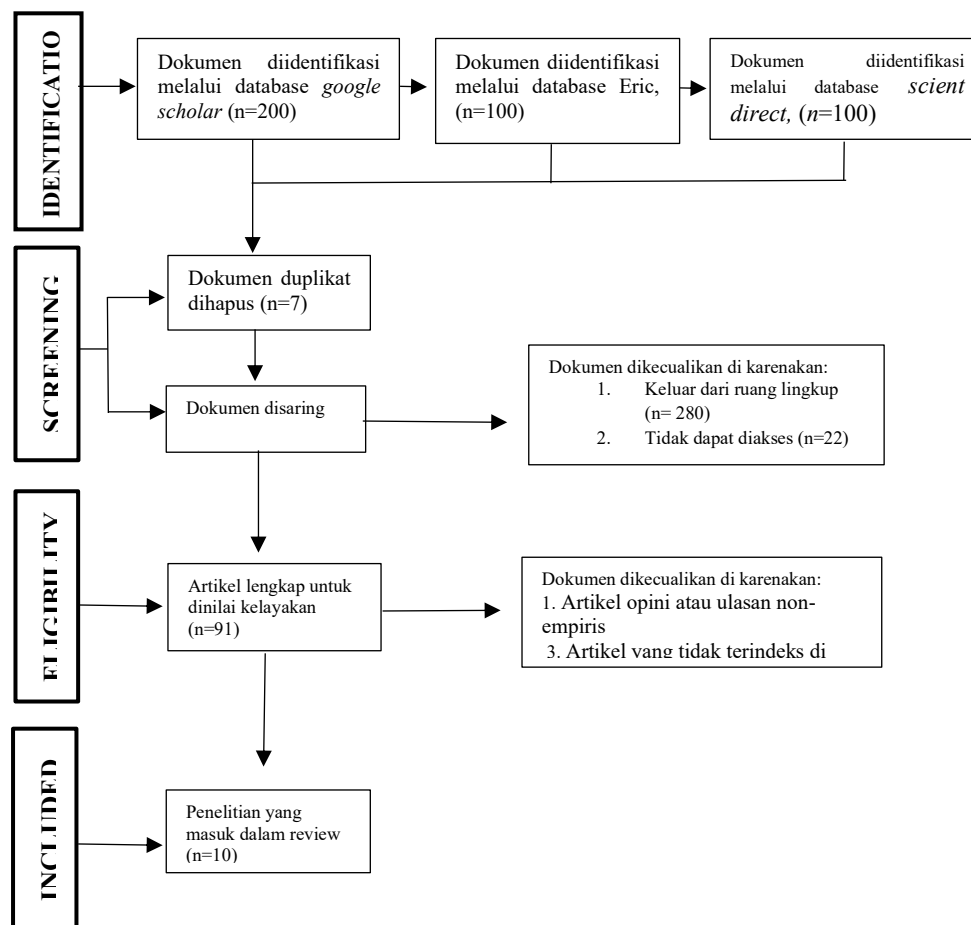 IDENTIFICATIO
Dokumen diidentifikasi
melalui database google
scholar (n=200)
Dokumen diidentifikasi
melalui database Eric,
(n=100)
Dokumen diidentifikasi
melalui database scient
direct, (n=100)
SCREENING
Dokumen duplikat
dihapus (n=7)
Dokumen disaring
Dokumen dikecualikan di karenakan:
1. Keluar dari ruang lingkup
(n= 280)
2. Tidak dapat diakses (n=22)
ELIGIBILITY
Artikel lengkap untuk
dinilai kelayakan
(n=91)
Dokumen dikecualikan di karenakan:
1. Artikel opini atau ulasan non-
empiris
3. Artikel yang tidak terindeks di
INCLUDED
Penelitian yang
masuk dalam review
(n=10)